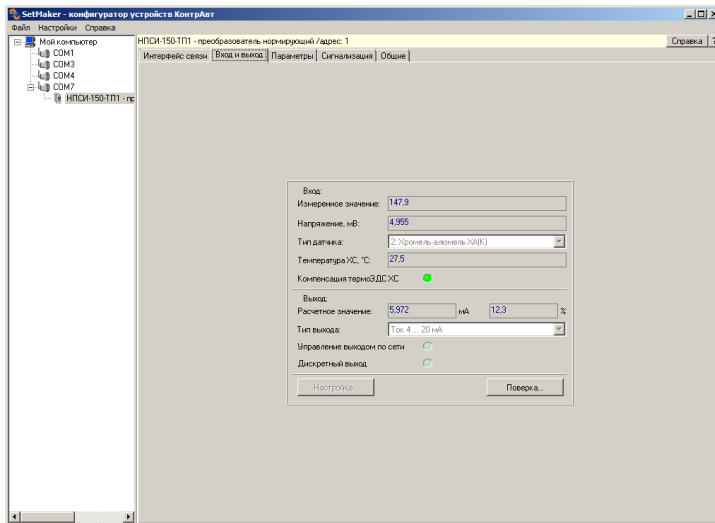 SetMaker - конфигуратор устройств КонтрАвт
Файл Настройки Справка
Мой компьютер
COM1
COM3
COM4
COM7
НПСИ-150-ТП1 - пр
НПСИ-150-ТП1 - преобразователь нормирующий /адрес: 1
Справка ?
Интерфейс связи Вход и выход Параметры Сигнализация Общие
Вход:
Измеренное значение: 147,9
Напряжение, мВ: 4,955
Тип датчика: 2. Хромель-алюмель ХА(К)
Температура ХС, °С: 27,5
Компенсация термоЭДС ХС
Выход:
Расчетное значение: 5,972 мА 12,3 %
Тип выхода: Ток 4 ... 20 мА
Управление выходом по сети
Дискретный выход
Настройка... Поверка...